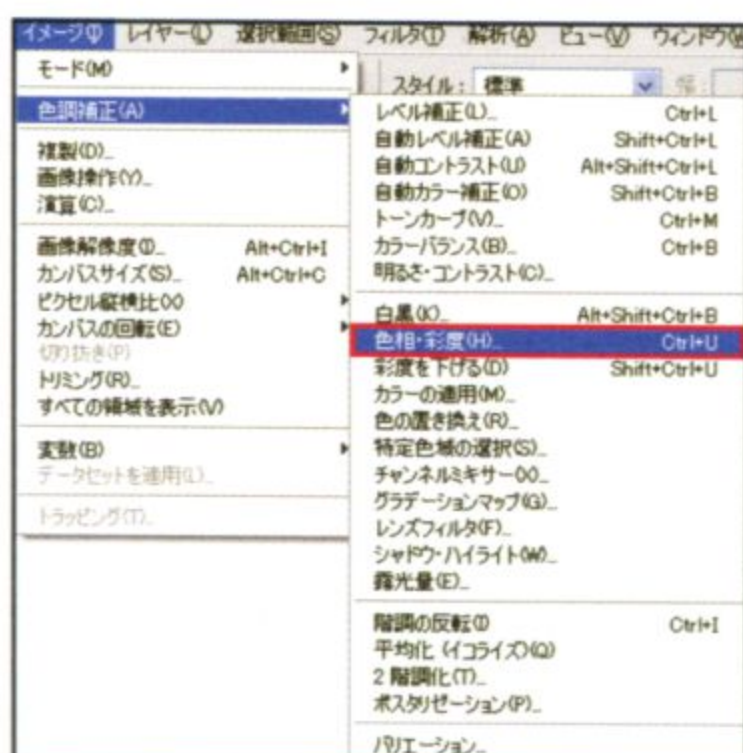 イメージ(I) レイヤー(L) 選択範囲(S) フィルタ(T) 解析(A) ビュー(V) ウィンドウ(W
スタイル： 標準 幅：
モード(M)
色調補正(A)
複製(D)...
画像操作(Y)...
演算(C)...
画像解像度(I)... Alt+Ctrl+I
カンバスサイズ(S)... Alt+Ctrl+C
ピクセル縦横比(X)
カンバスの回転(E)
切り抜き(P)
トリミング(R)...
すべての領域を表示(V)
変数(B)
データセットを適用(L)...
トラッピング(T)...
レベル補正(L)... Ctrl+L
自動レベル補正(A) Shift+Ctrl+L
自動コントラスト(U) Alt+Shift+Ctrl+L
自動カラー補正(O) Shift+Ctrl+B
トーンカーブ(V)... Ctrl+M
カラーバランス(B)... Ctrl+B
明るさ・コントラスト(C)...
白黒(K)... Alt+Shift+Ctrl+B
色相・彩度(H)... Ctrl+U
彩度を下げる(D) Shift+Ctrl+U
カラーの適用(M)...
色の置き換え(R)...
特定色域の選択(S)...
チャンネルミキサー(X)...
グラデーションマップ(G)...
レンズフィルタ(F)...
シャドウ・ハイライト(W)...
露光量(E)...
階調の反転(I) Ctrl+I
平均化 (イコライズ)(Q)
2 階調化(T)...
ポスタリゼーション(P)...
バリエーション...